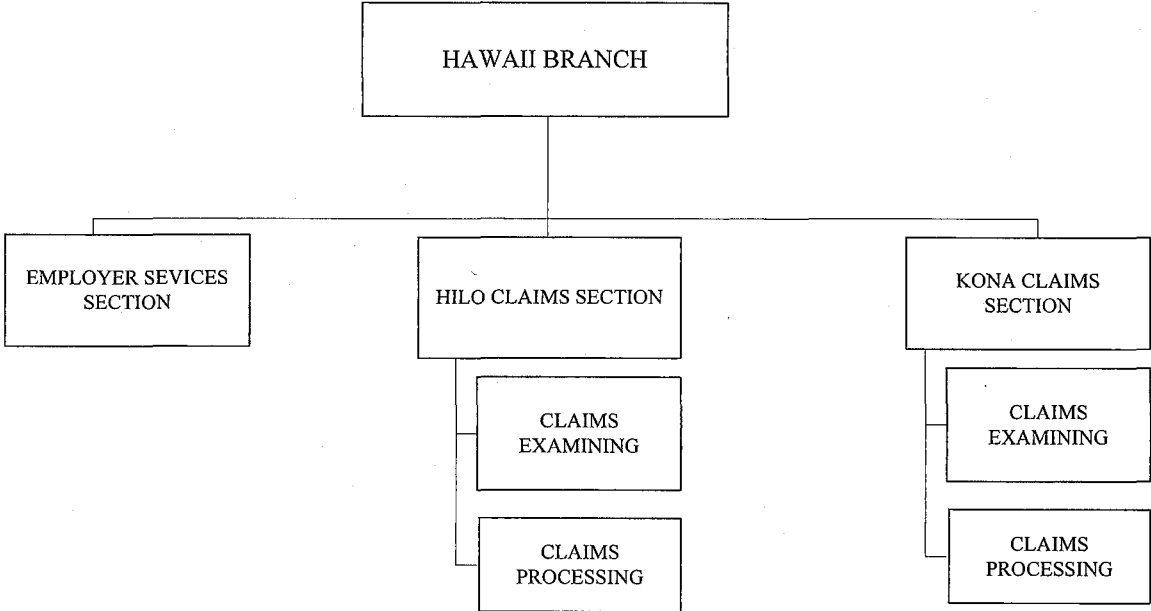 HAWAII BRANCH
EMPLOYER SEVICES
SECTION
HILO CLAIMS SECTION
KONA CLAIMS
SECTION
CLAIMS
EXAMINING
CLAIMS
PROCESSING
CLAIMS
EXAMINING
CLAIMS
PROCESSING